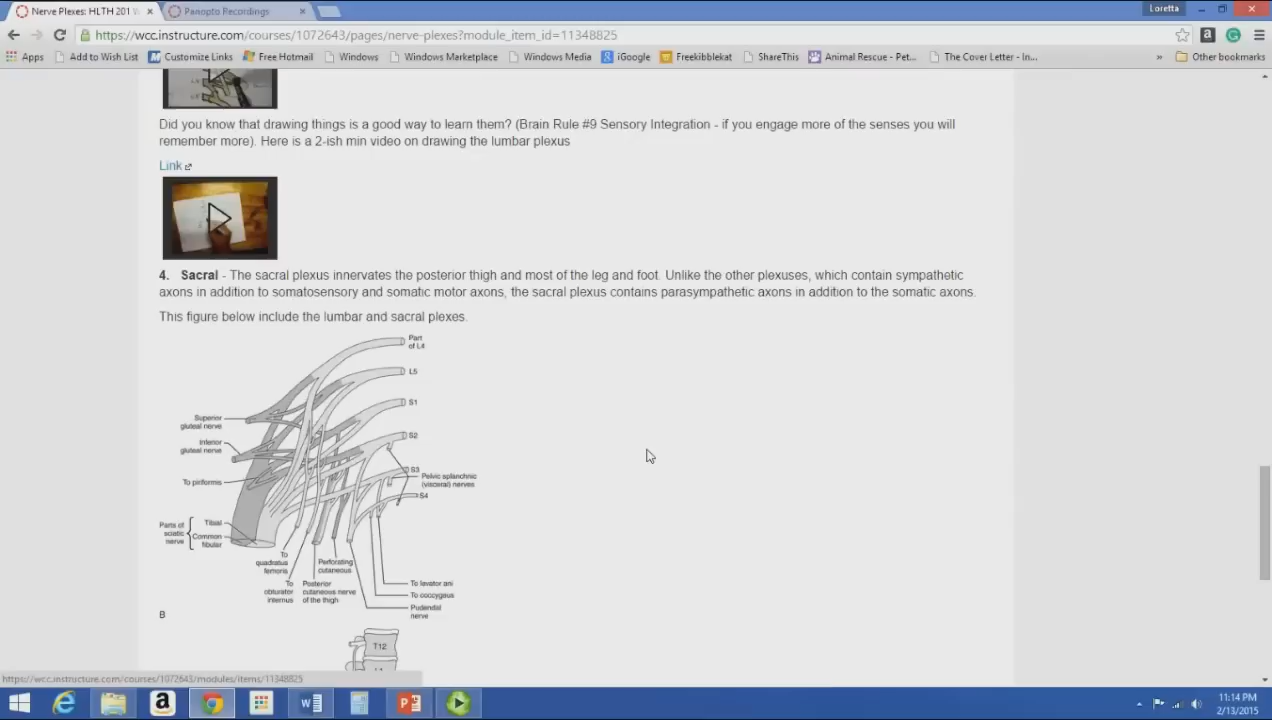 Nerve Plexes: HLTH 201 W
Panopto Recordings
Loretta
https://wcc.instructure.com/courses/1072643/pages/nerve-plexes?module_item_id=11348825
Apps
Add to Wish List
Customize Links
Free Hotmail
Windows
Windows Marketplace
Windows Media
iGoogle
Freekibblekat
ShareThis
Animal Rescue - Pet...
The Cover Letter - In...
»
Other bookmarks
Did you know that drawing things is a good way to learn them? (Brain Rule #9 Sensory Integration - if you engage more of the senses you will
remember more). Here is a 2-ish min video on drawing the lumbar plexus
Link
4. Sacral - The sacral plexus innervates the posterior thigh and most of the leg and foot. Unlike the other plexuses, which contain sympathetic
axons in addition to somatosensory and somatic motor axons, the sacral plexus contains parasympathetic axons in addition to the somatic axons.
This figure below include the lumbar and sacral plexes.
Part
of L4
L5
S1
Superior
gluteal nerve
S2
Inferior
gluteal nerve
S3
Pelvic splanchnic
(visceral) nerves
To piriformis
S4
Parts of
sciatic
nerve
Tibial
Common
fibular
To
quadratus
femoris
Perforating
cutaneous
To
obturator
internus
Posterior
cutaneous nerve
of the thigh
To levator ani
To coccygeus
Pudendal
nerve
B
T12
https://wcc.instructure.com/courses/1072643/modules/items/11348825
11:14 PM
2/13/2015